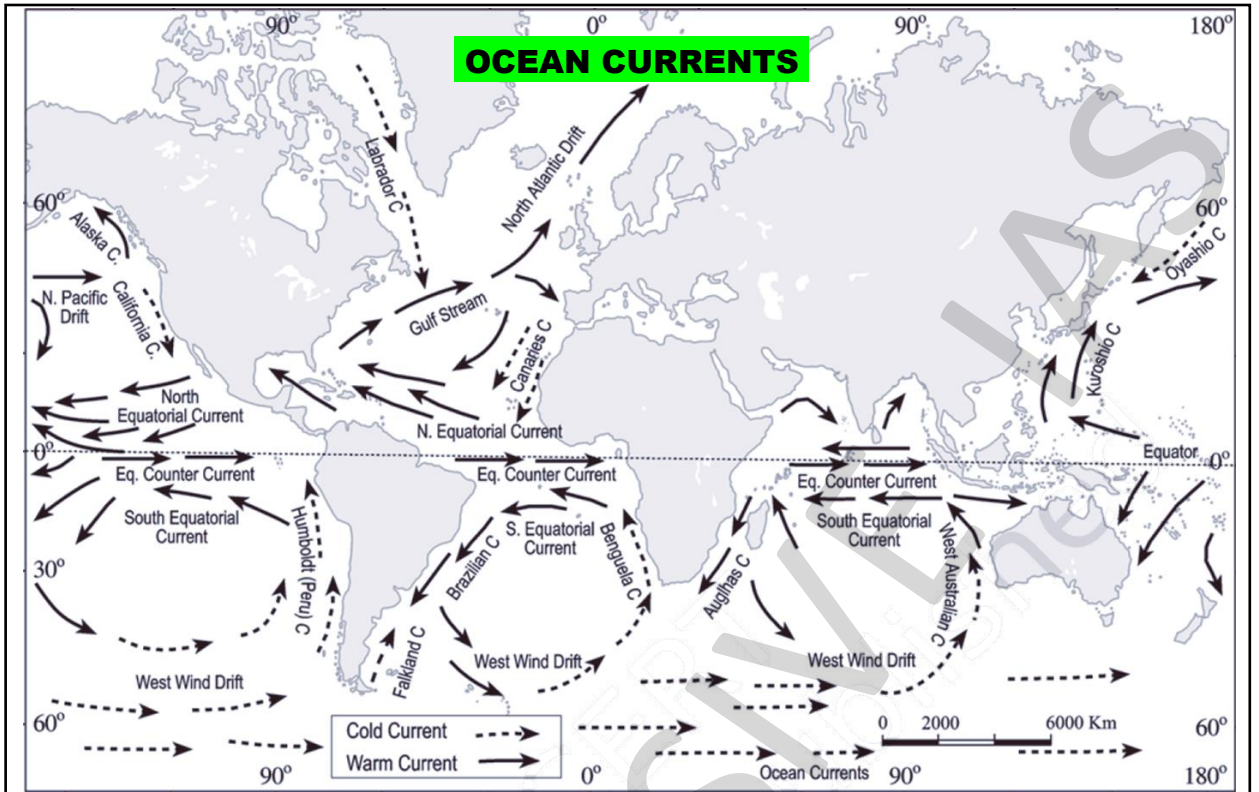 90°
0°
90°
180°
OCEAN CURRENTS
Labrador C
North Atlantic Drift
60°
60°
Alaska C.
Oyashio C
N. Pacific
Drift
California C.
Gulf Stream
Canaries C
Kuroshio C
North
Equatorial Current
N. Equatorial Current
Equator
0°
0°
Eq. Counter Current
Eq. Counter Current
Eq. Counter Current
South Equatorial
Current
S. Equatorial
Current
South Equatorial
Current
Humboldt (Peru) C
Brazilian C
Benguela C
Auglhas C
West Australian C
30°
Falkland C
West Wind Drift
West Wind Drift
West Wind Drift
60°
60°
Cold Current
Warm Current
0
2000
6000 Km
Ocean Currents
90°
0°
90°
180°